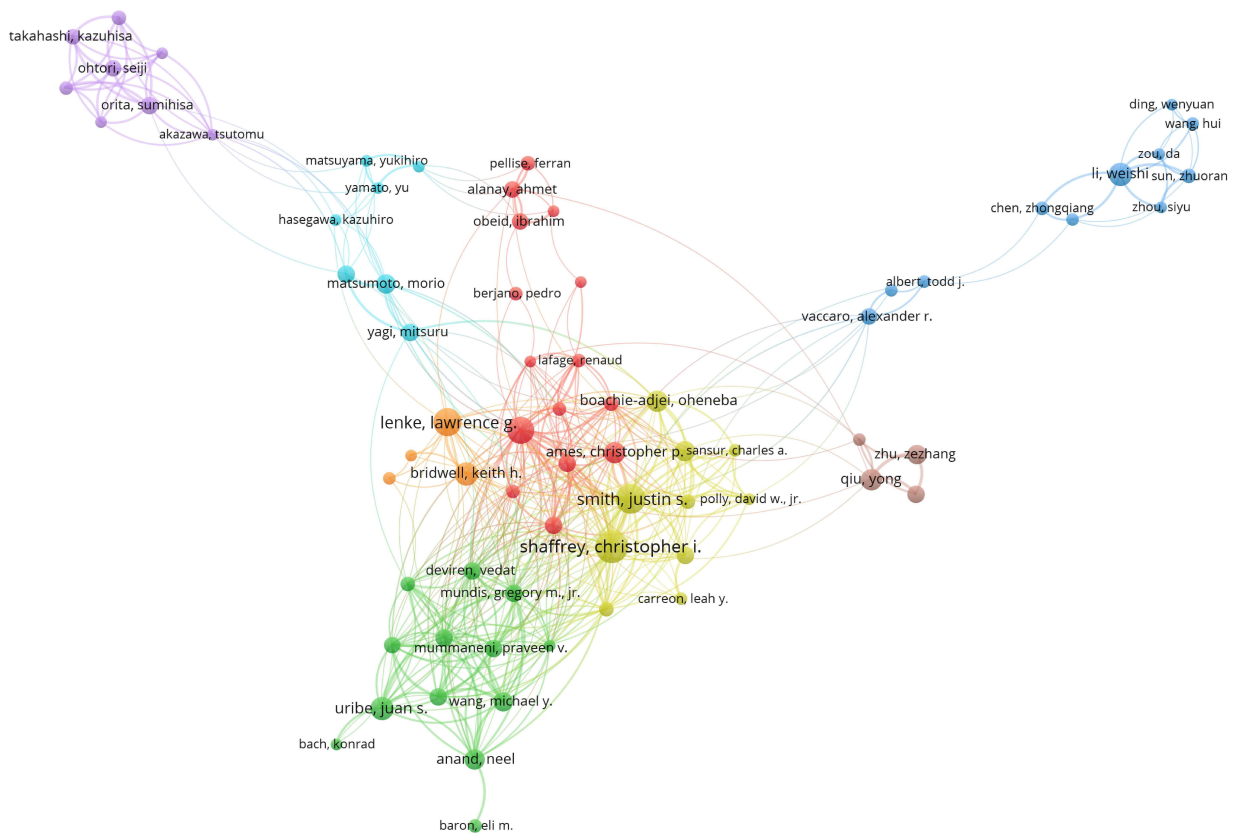 takahashi, kazuhisa
ohtori, seiji
orita, sumihisa
akazawa, tsutomu
ding, wenyuan
wang, hui
zou, da
li, weishi
sun, zhuoran
chen, zhongqiang
zhou, siyu
matsuyama, yukihiro
yamato, yu
hasegawa, kazuhiro
pellise, ferran
alanay, ahmet
obeid, ibrahim
matsumoto, morio
berjano, pedro
albert, todd j.
vaccaro, alexander r.
yagi, mitsuru
lafage, renaud
boachie-adjei, oheneba
lenke, lawrence g.
ames, christopher p.
sansur, charles a.
zhu, zezhang
bridwell, keith h.
qiu, yong
smith, justin s.
polly, david w., jr.
shaffrey, christopher i.
deviren, vedat
mundis, gregory m., jr.
carreon, leah y.
mummaneni, praveen v.
uribe, juan s.
wang, michael y.
bach, konrad
anand, neel
baron, eli m.